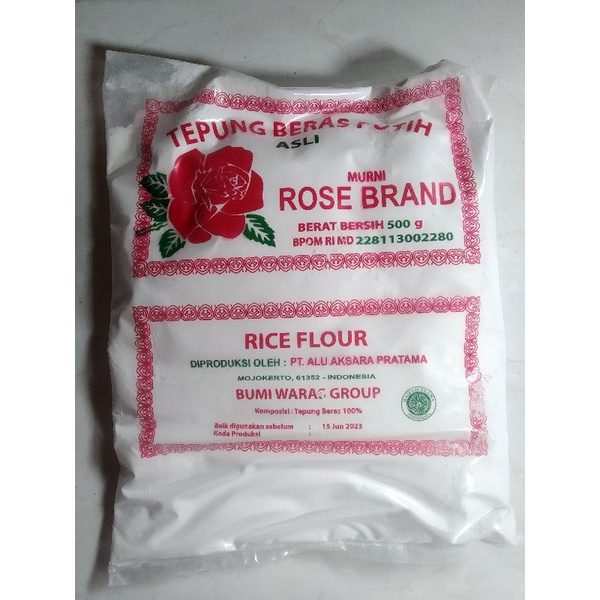 TEPUNG BERAS PUTIH
ASLI
MURNI
ROSE BRAND
BERAT BERSIH 500 g
BPOM RI MD 228113002280
RICE FLOUR
DIPRODUKSI OLEH : PT. ALU AKSARA PRATAMA
MOJOKERTO, 61352 - INDONESIA
BUMI WARAS GROUP
Komposisi : Tepung Beras 100%
Baik digunakan sebelum : 15 Jun 2023
Kode Produksi :